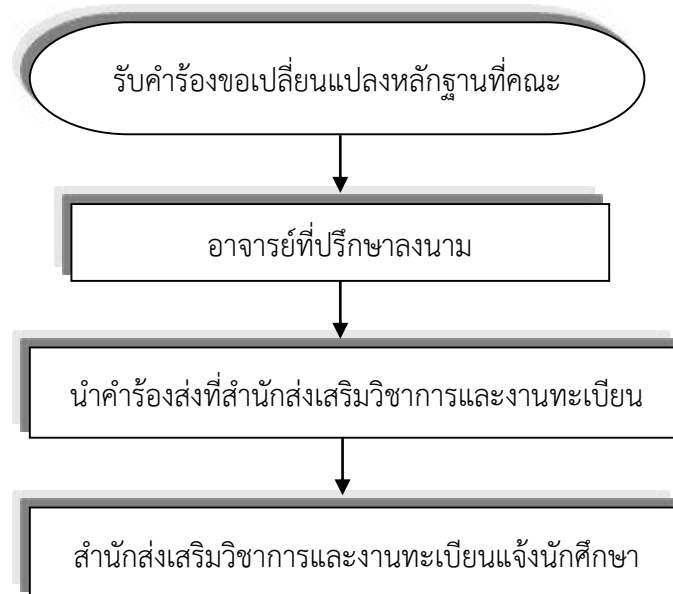 รับคำร้องขอเปลี่ยนแปลงหลักฐานที่คณะ
อาจารย์ที่ปรึกษาลงนาม
นำคำร้องส่งที่สำนักส่งเสริมวิชาการและงานทะเบียน
สำนักส่งเสริมวิชาการและงานทะเบียนแจ้งนักศึกษา